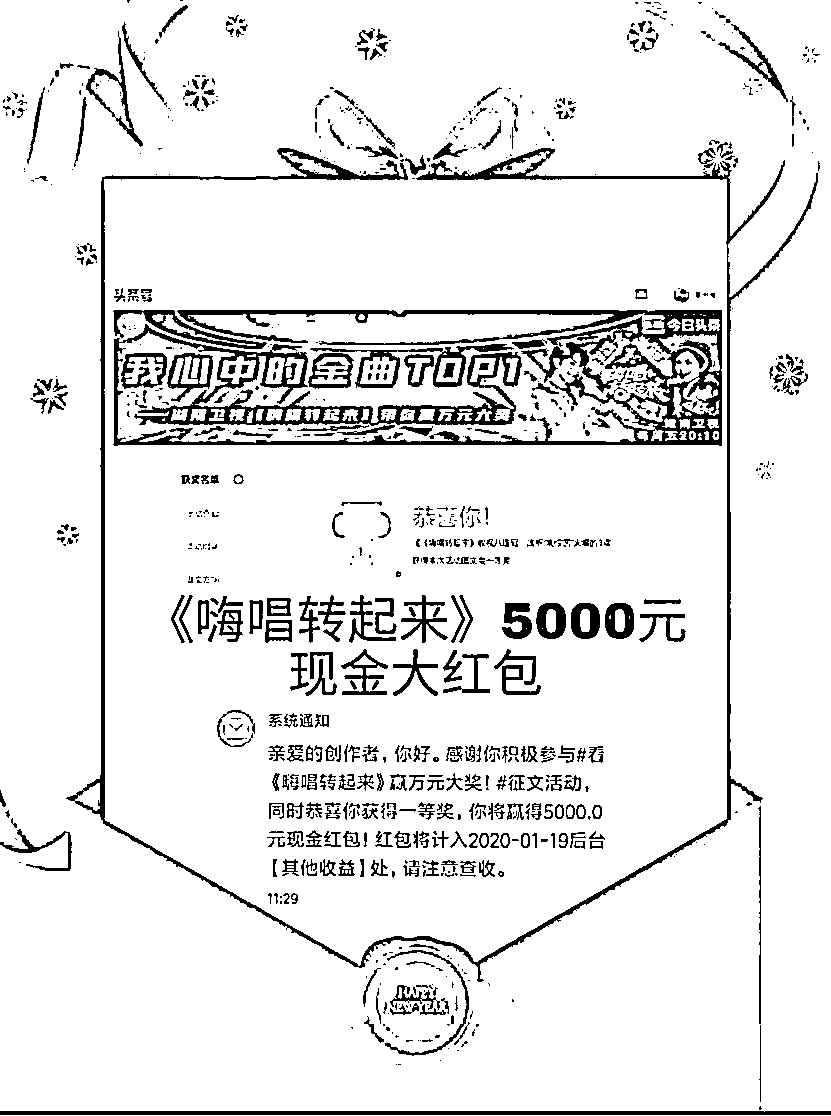 头条号
今日头条
我心中的金曲TOP1
——湖南卫视《嗨唱转起来》带你赢万元大奖
湖南卫视
每周五20:10
获奖名单
恭喜你!
《嗨唱转起来》5000元
现金大红包
系统通知
亲爱的创作者，你好。感谢你积极参与#看
《嗨唱转起来》赢万元大奖！#征文活动，
同时恭喜你获得一等奖，你将赢得5000.0
元现金红包！红包将计入2020-01-19后台
【其他收益】处，请注意查收。
11:29
HAPPY
NEW YEAR